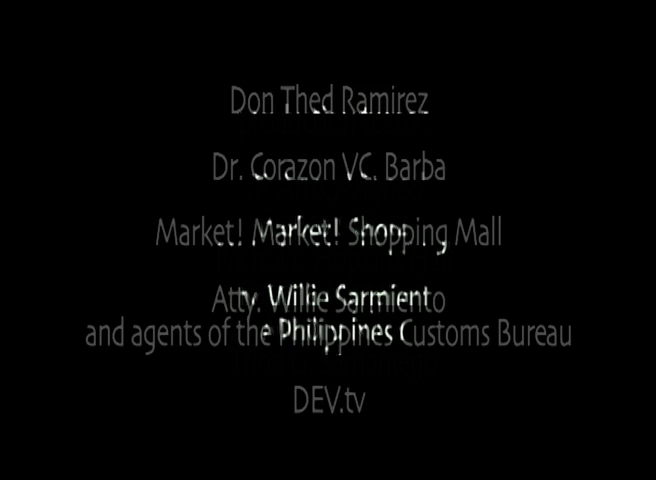 Don Thed Ramirez
Dr. Corazon VC. Barba
Market! Market! Shopping Mall
Atty. Willie Sarmiento
and agents of the Philippines Customs Bureau
DEV.tv